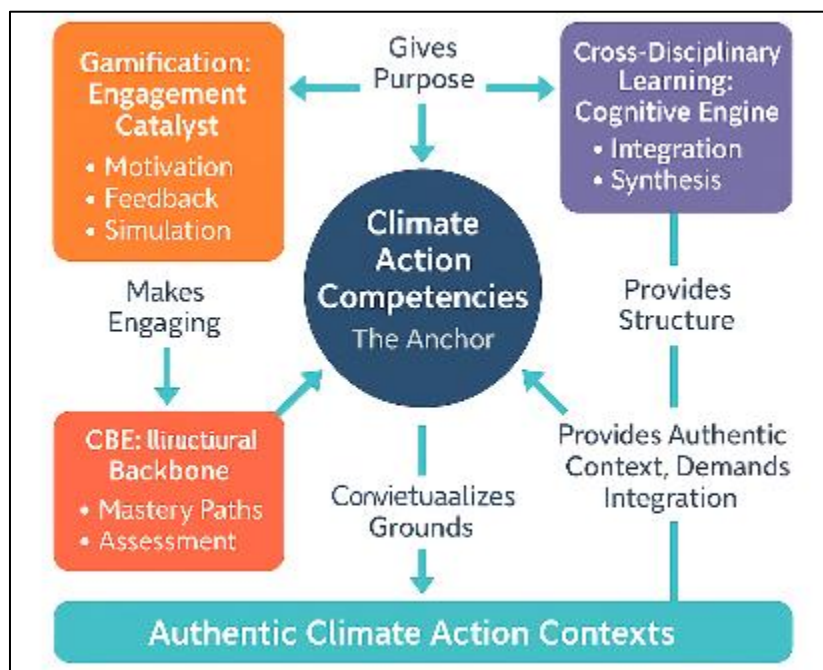 Gives
Purpose
Gamification:
Engagement
Catalyst
• Motivation
• Feedback
• Simulation
Cross-Disciplinary
Learning:
Cognitive Engine
• Integration
• Synthesis
Climate
Action
Competencies
The Anchor
Makes
Engaging
Provides
Structure
CBE: llıructiural
Backbone
• Mastery Paths
• Assessment
Convietuaalizes
Grounds
Provides Authentic
Context, Demands
Integration
Authentic Climate Action Contexts